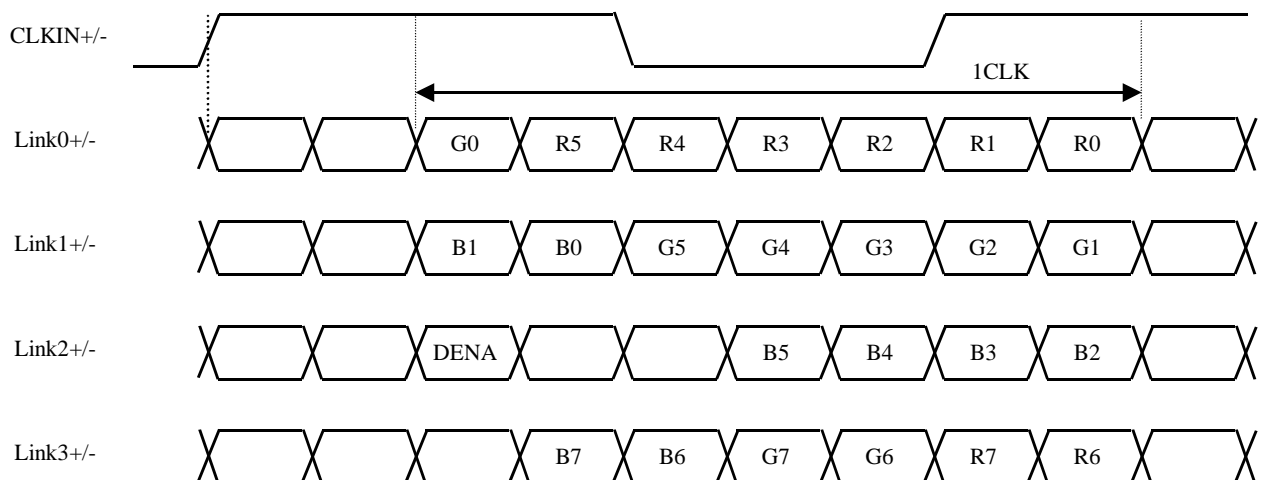 CLKIN+/-
1CLK
Link0+/- G0 R5 R4 R3 R2 R1 R0
Link1+/- B1 B0 G5 G4 G3 G2 G1
Link2+/- DENA B5 B4 B3 B2
Link3+/- B7 B6 G7 G6 R7 R6